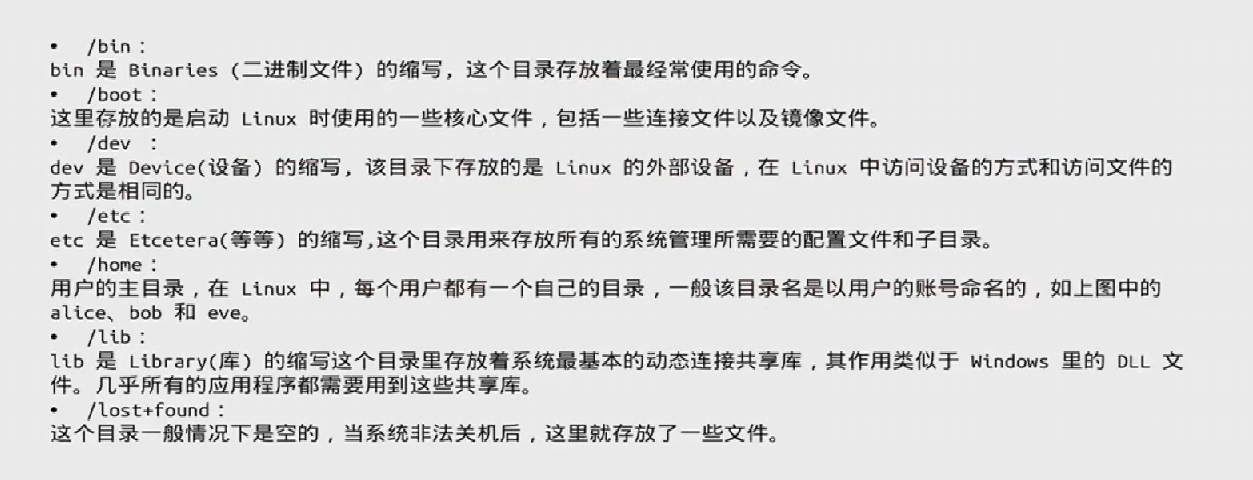 • /bin：
bin 是 Binaries (二进制文件) 的缩写, 这个目录存放着最经常使用的命令。
• /boot：
这里存放的是启动 Linux 时使用的一些核心文件，包括一些连接文件以及镜像文件。
• /dev ：
dev 是 Device(设备) 的缩写, 该目录下存放的是 Linux 的外部设备，在 Linux 中访问设备的方式和访问文件的
方式是相同的。
• /etc：
etc 是 Etcetera(等等) 的缩写,这个目录用来存放所有的系统管理所需要的配置文件和子目录。
• /home：
用户的主目录，在 Linux 中，每个用户都有一个自己的目录，一般该目录名是以用户的账号命名的，如上图中的
alice、bob 和 eve。
• /lib：
lib 是 Library(库) 的缩写这个目录里存放着系统最基本的动态连接共享库，其作用类似于 Windows 里的 DLL 文
件。几乎所有的应用程序都需要用到这些共享库。
• /lost+found：
这个目录一般情况下是空的，当系统非法关机后，这里就存放了一些文件。